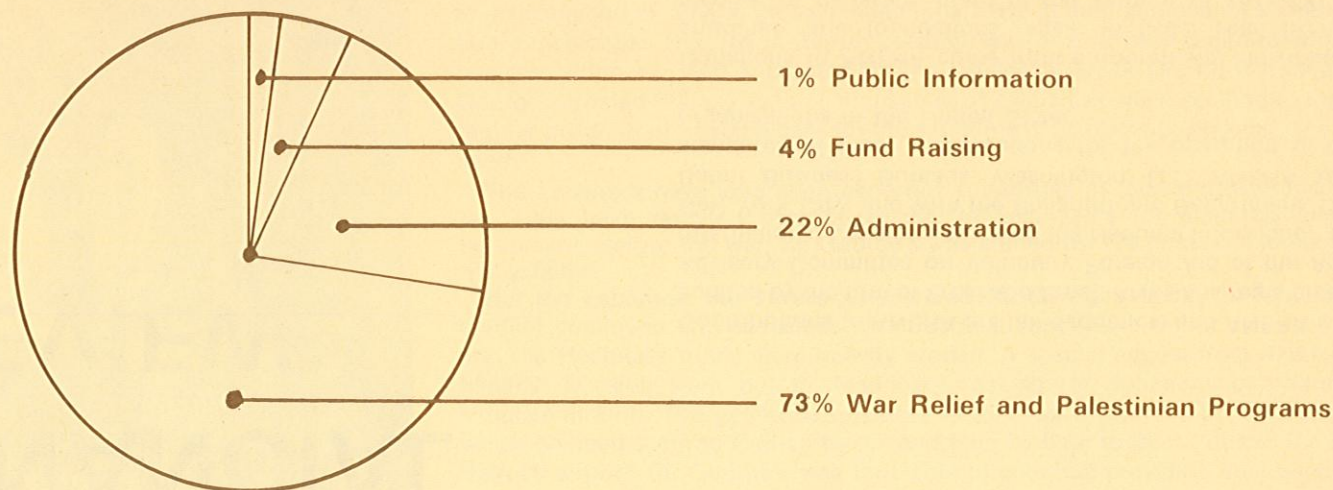 1% Public Information
4% Fund Raising
22% Administration
73% War Relief and Palestinian Programs